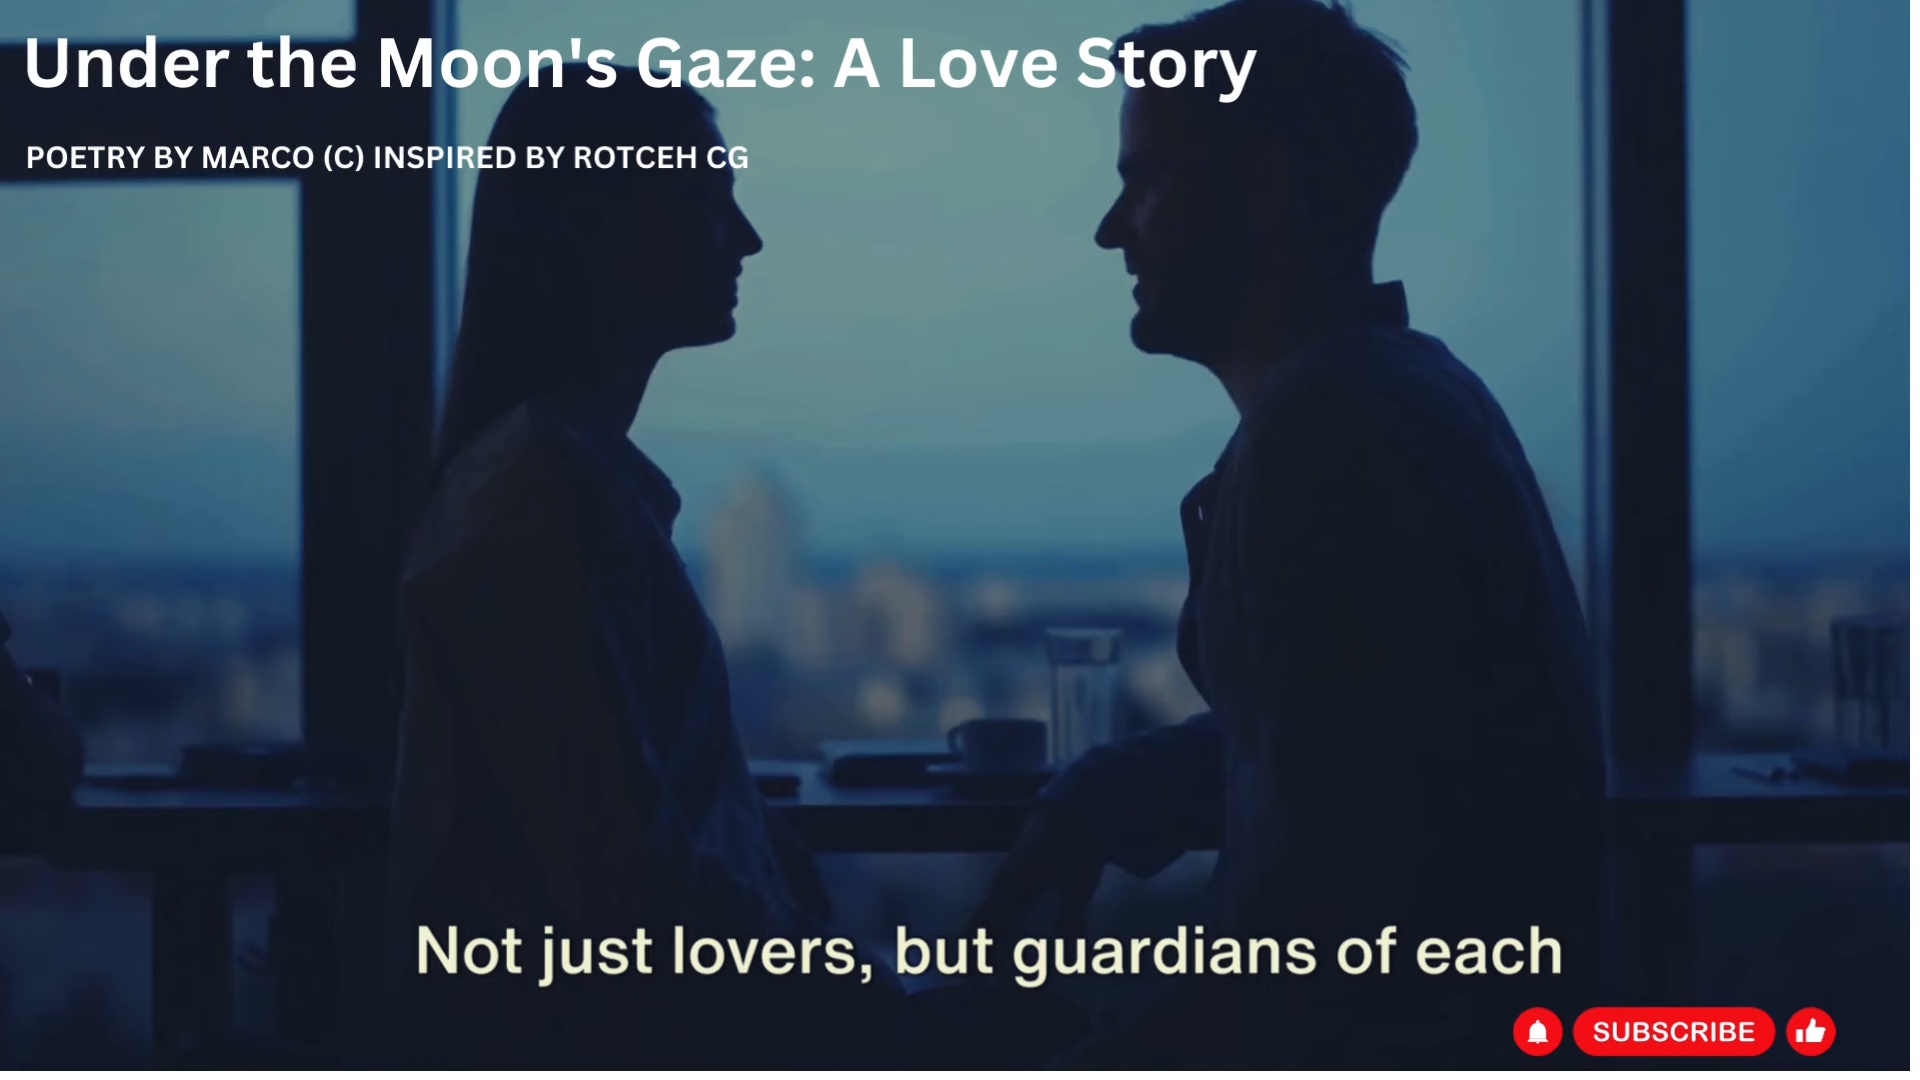 Under the Moon's Gaze: A Love Story
POETRY BY MARCO (C) INSPIRED BY ROTCEH CG
Not just lovers, but guardians of each
SUBSCRIBE